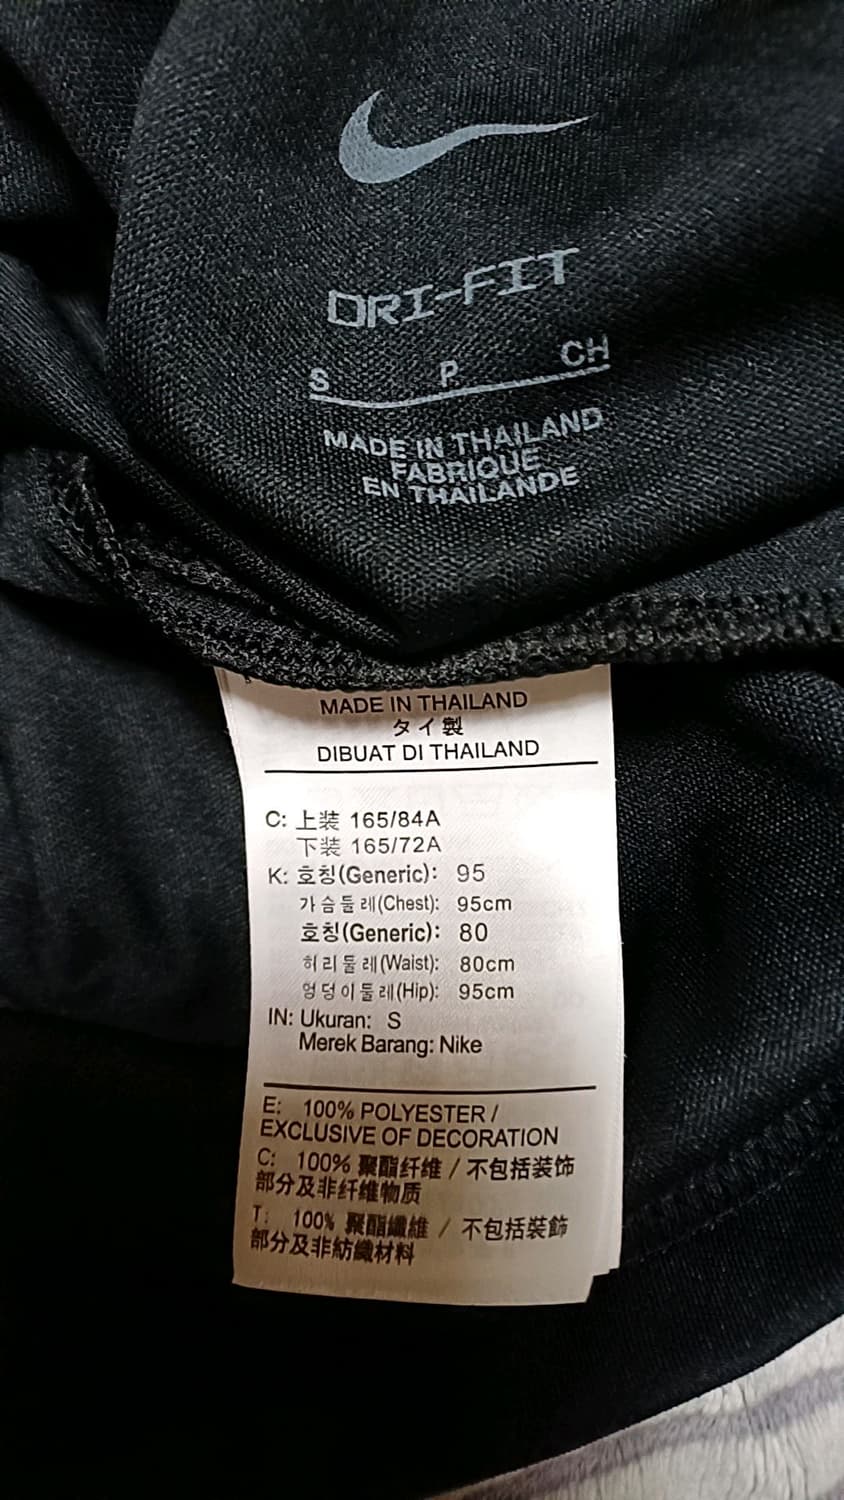 DRI-FIT
S P CH
MADE IN THAILAND
FABRIQUE
EN THAILANDE
MADE IN THAILAND
タイ製
DIBUAT DI THAILAND
C: 上装 165/84A
下装 165/72A
K: 호칭(Generic): 95
가슴둘레(Chest): 95cm
호칭(Generic): 80
허리둘레(Waist): 80cm
엉덩이둘레(Hip): 95cm
IN: Ukuran: S
Merek Barang: Nike
E: 100% POLYESTER /
EXCLUSIVE OF DECORATION
C: 100% 聚酯纤维 / 不包括装饰
部分及非纤维物质
T: 100% 聚酯纖維 / 不包括裝飾
部分及非紡織材料